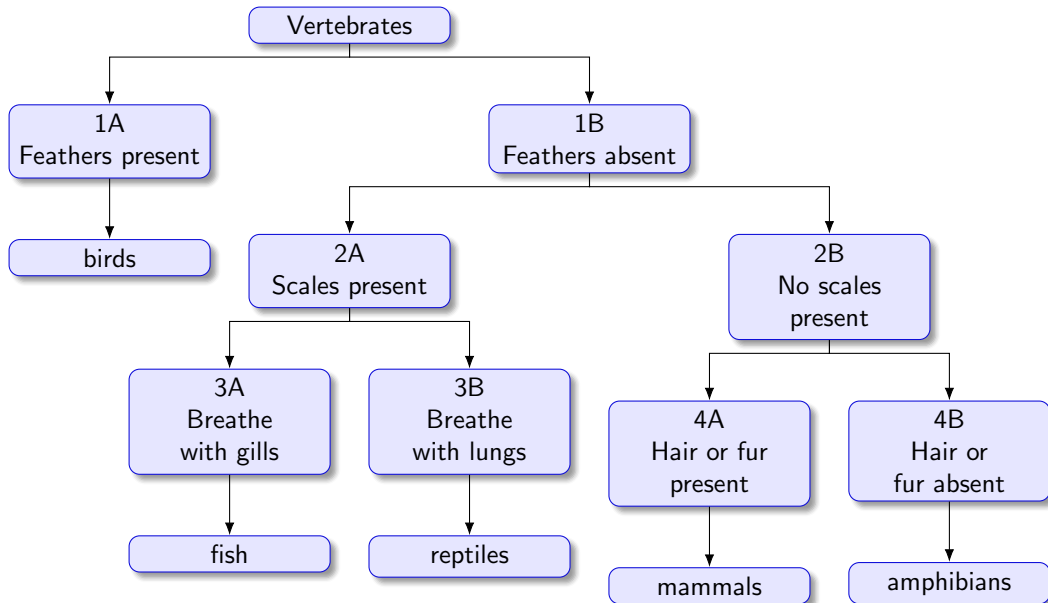 Vertebrates
1A
Feathers present
1B
Feathers absent
birds
2A
Scales present
2B
No scales
present
3A
Breathe
with gills
3B
Breathe
with lungs
4A
Hair or fur
present
4B
Hair or
fur absent
fish
reptiles
mammals
amphibians